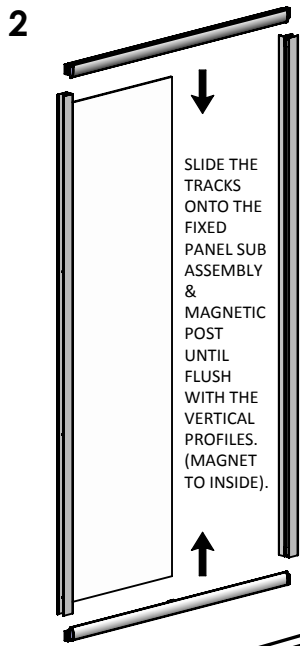 2
SLIDE THE
TRACKS
ONTO THE
FIXED
PANEL SUB
ASSEMBLY
&
MAGNETIC
POST
UNTIL
FLUSH
WITH THE
VERTICAL
PROFILES.
(MAGNET
TO INSIDE).